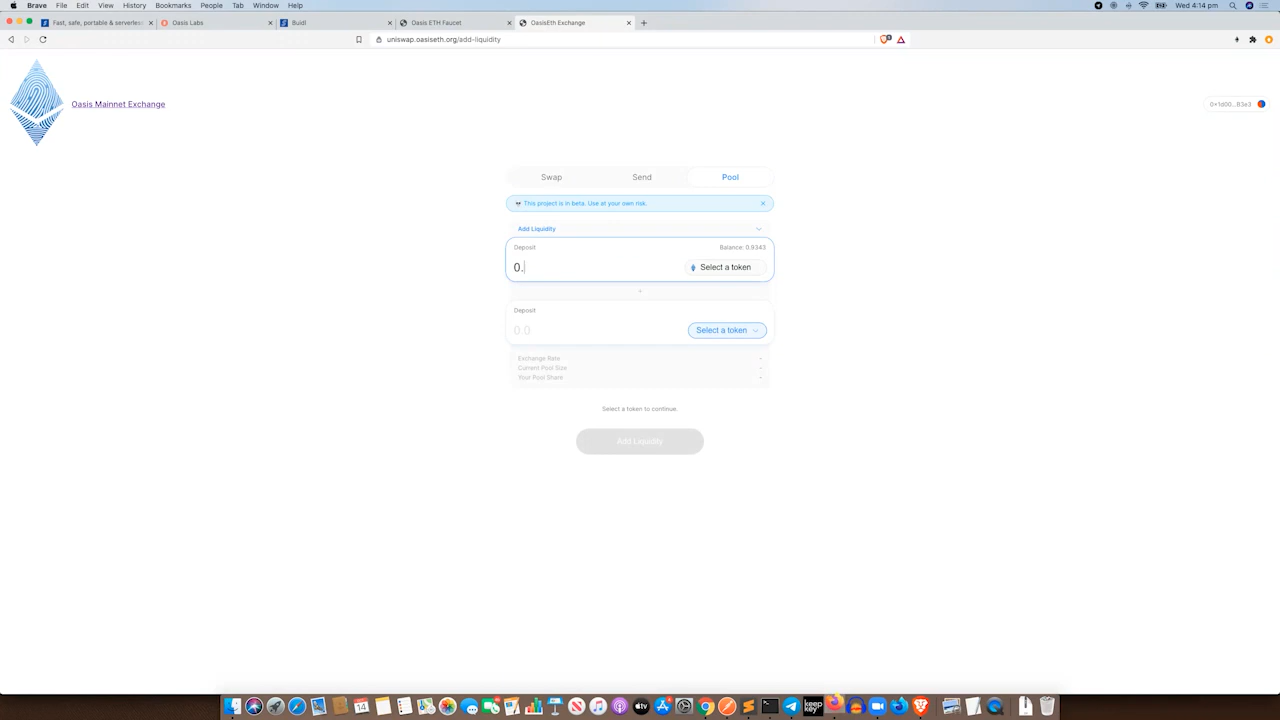 Brave File Edit View History Bookmarks People Tab Window Help
Wed 4:14 pm
Fast, safe, portable & serverless
Oasis Labs
Buidl
Oasis ETH Faucet
OasisEth Exchange
uniswap.oasiseth.org/add-liquidity
Oasis Mainnet Exchange
0x1d00...B3e3
Swap
Send
Pool
This project is in beta. Use at your own risk.
Add Liquidity
Deposit
Balance: 0.9343
0.
Select a token
+
Deposit
0.0
Select a token
Exchange Rate -
Current Pool Size -
Your Pool Share -
Select a token to continue.
Add Liquidity